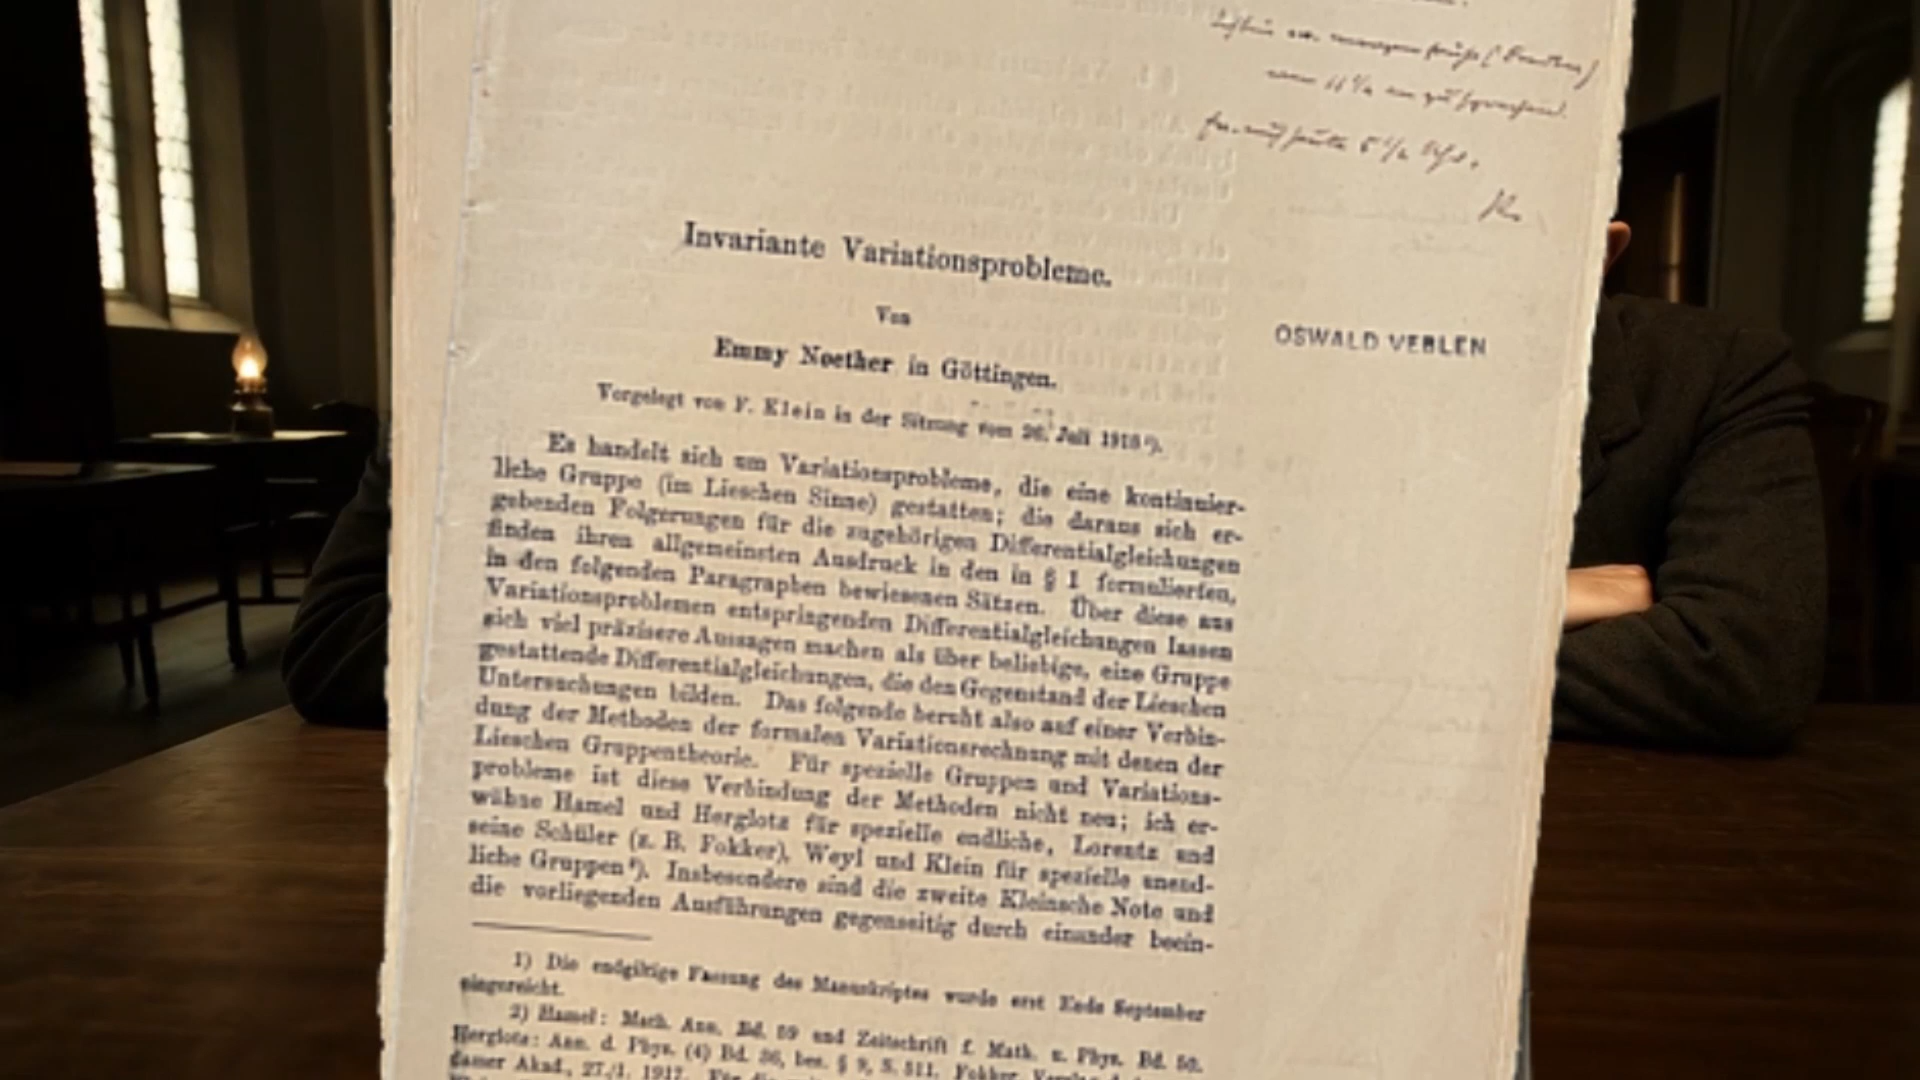 Invariante Variationsprobleme.
Von
OSWALD VEBLEN
Emmy Noether in Göttingen.
Vorgelegt von F. Klein in der Sitzung vom 26. Juli 1918¹).
Es handelt sich um Variationsprobleme, die eine kontinuier-
liche Gruppe (im Lieschen Sinne) gestatten; die daraus sich er-
gebenden Folgerungen für die zugehörigen Differentialgleichungen
finden ihren allgemeinsten Ausdruck in den in § 1 formulierten,
in den folgenden Paragraphen bewiesenen Sätzen. Über diese aus
Variationsproblemen entspringenden Differentialgleichungen lassen
sich viel präzisere Aussagen machen als über beliebige, eine Gruppe
gestattende Differentialgleichungen, die den Gegenstand der Lieschen
Untersuchungen bilden. Das folgende beruht also auf einer Verbin-
dung der Methoden der formalen Variationsrechnung mit denen der
Lieschen Gruppentheorie. Für spezielle Gruppen und Variations-
probleme ist diese Verbindung der Methoden nicht neu; ich er-
wähne Hamel und Herglotz für spezielle endliche, Lorentz und
seine Schüler (z. B. Fokker), Weyl und Klein für spezielle unend-
liche Gruppen²). Insbesondere sind die zweite Kleinsche Note und
die vorliegenden Ausführungen gegenseitig durch einander beein-
1) Die endgiltige Fassung des Manuskriptes wurde erst Ende September
eingereicht.
2) Hamel: Math. Ann. Bd. 59 und Zeitschrift f. Math. u. Phys. Bd. 50.
Herglotz: Ann. d. Phys. (4) Bd. 36, bes. § 9, S. 511. Fokker,
damer Akad., 27./1. 1917.